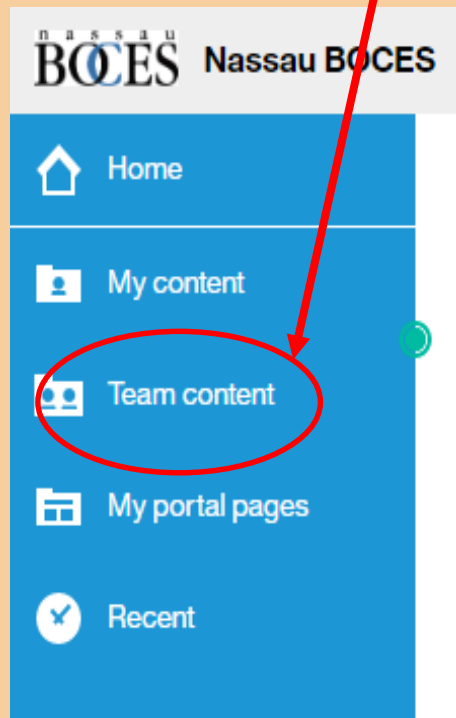 nassau
BOCES Nassau BOCES
Home
My content
Team content
My portal pages
Recent